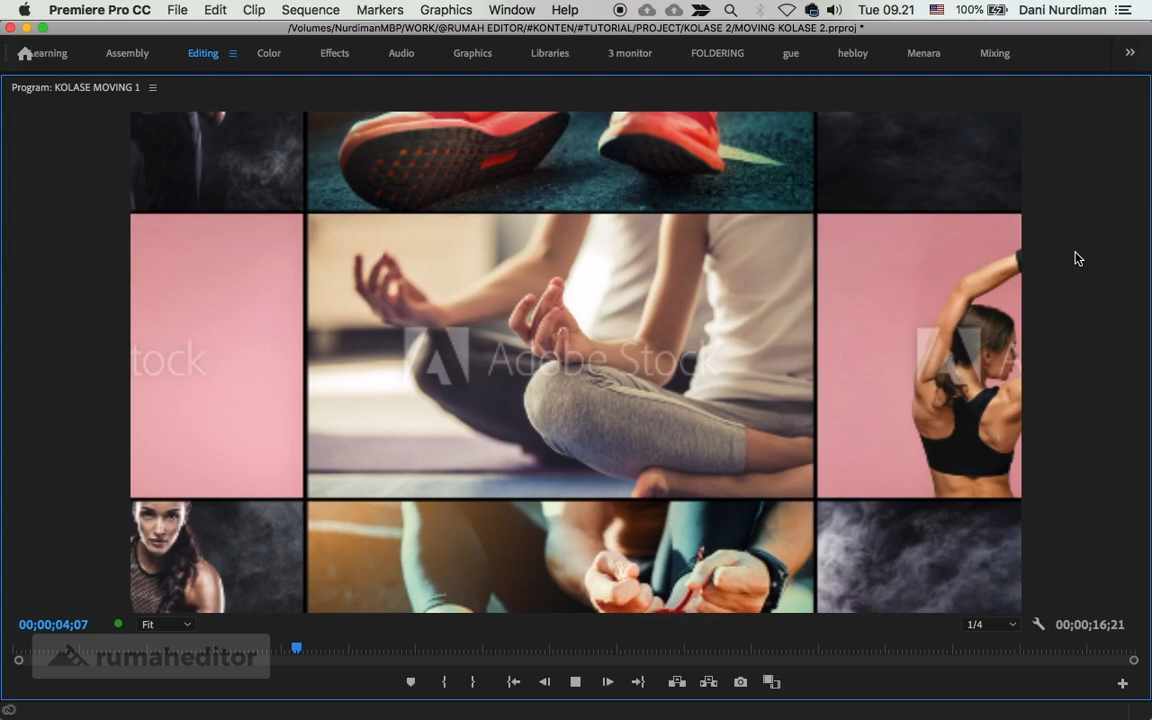 Premiere Pro CC File Edit Clip Sequence Markers Graphics Window Help Tue 09.21 100% Dani Nurdiman
/Volumes/NurdimanMBP/WORK/@RUMAH EDITOR/#KONTEN/#TUTORIAL/PROJECT/KOLASE 2/MOVING KOLASE 2.prproj *
earning Assembly Editing Color Effects Audio Graphics Libraries 3 monitor FOLDERING gue hebloy Menara Mixing
Program: KOLASE MOVING 1
tock Adobe Stock A
00;00;04;07 Fit 1/4 00;00;16;21
rumaheditor